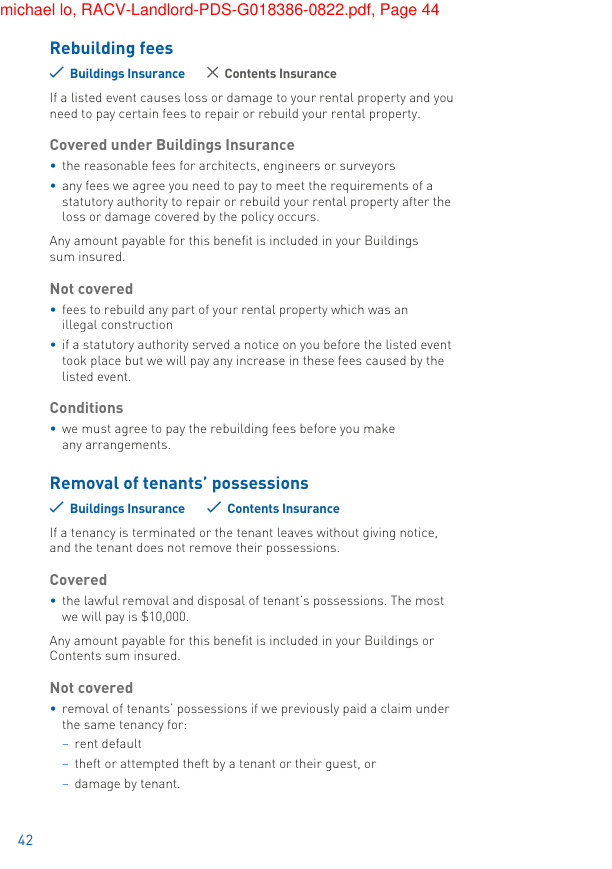 michael lo, RACV-Landlord-PDS-G018386-0822.pdf, Page 44
Rebuilding fees
✓ Buildings Insurance ✕ Contents Insurance
If a listed event causes loss or damage to your rental property and you
need to pay certain fees to repair or rebuild your rental property.
Covered under Buildings Insurance
• the reasonable fees for architects, engineers or surveyors
• any fees we agree you need to pay to meet the requirements of a
statutory authority to repair or rebuild your rental property after the
loss or damage covered by the policy occurs.
Any amount payable for this benefit is included in your Buildings
sum insured.
Not covered
• fees to rebuild any part of your rental property which was an
illegal construction
• if a statutory authority served a notice on you before the listed event
took place but we will pay any increase in these fees caused by the
listed event.
Conditions
• we must agree to pay the rebuilding fees before you make
any arrangements.
Removal of tenants’ possessions
✓ Buildings Insurance ✓ Contents Insurance
If a tenancy is terminated or the tenant leaves without giving notice,
and the tenant does not remove their possessions.
Covered
• the lawful removal and disposal of tenant’s possessions. The most
we will pay is $10,000.
Any amount payable for this benefit is included in your Buildings or
Contents sum insured.
Not covered
• removal of tenants’ possessions if we previously paid a claim under
the same tenancy for:
– rent default
– theft or attempted theft by a tenant or their guest, or
– damage by tenant.
42